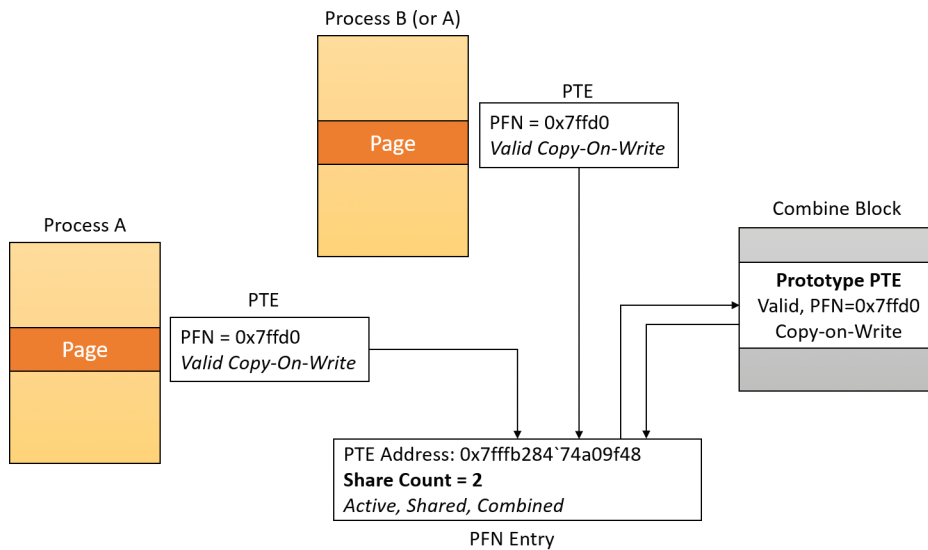 Process B (or A)
PTE
PFN = 0x7ffd0
Valid Copy-On-Write
Page
Process A
PTE
PFN = 0x7ffd0
Valid Copy-On-Write
Page
Combine Block
Prototype PTE
Valid, PFN=0x7ffd0
Copy-on-Write
PTE Address: 0x7fffb284`74a09f48
Share Count = 2
Active, Shared, Combined
PFN Entry